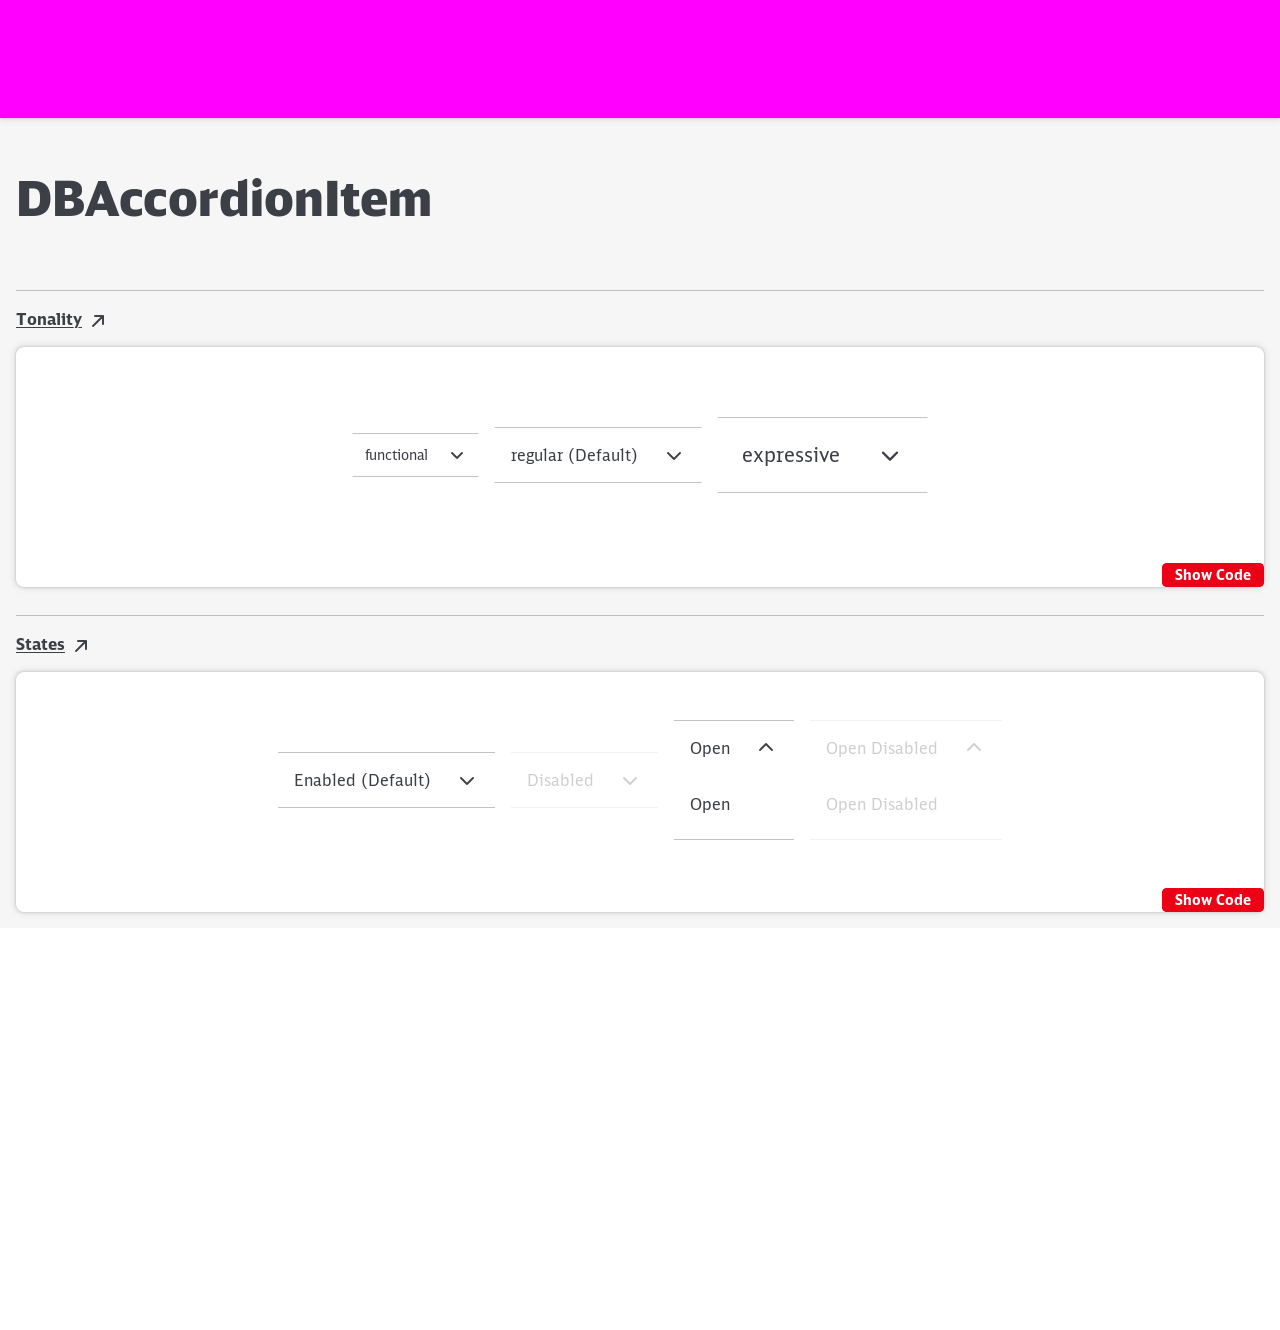 DBAccordionItem
Tonality
functional
regular (Default)
expressive
Show Code
States
Enabled (Default)
Disabled
Open
Open Disabled
Open
Open Disabled
Show Code